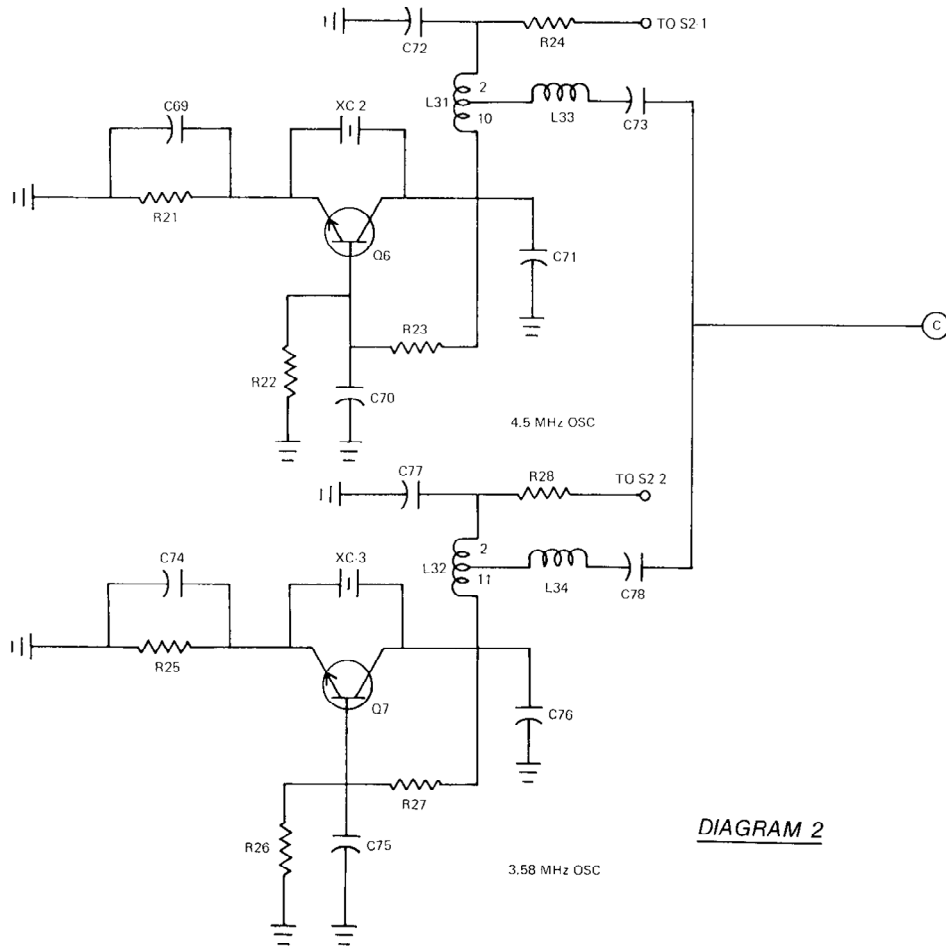 TO S2-1
C72
R24
2
L31
10
L33
C73
C69
XC 2
R21
Q6
C71
R23
R22
C70
C
4.5 MHz OSC
C77
R28
TO S2 2
2
L32
11
L34
C78
C74
XC-3
R25
Q7
C76
R27
R26
C75
DIAGRAM 2
3.58 MHz OSC